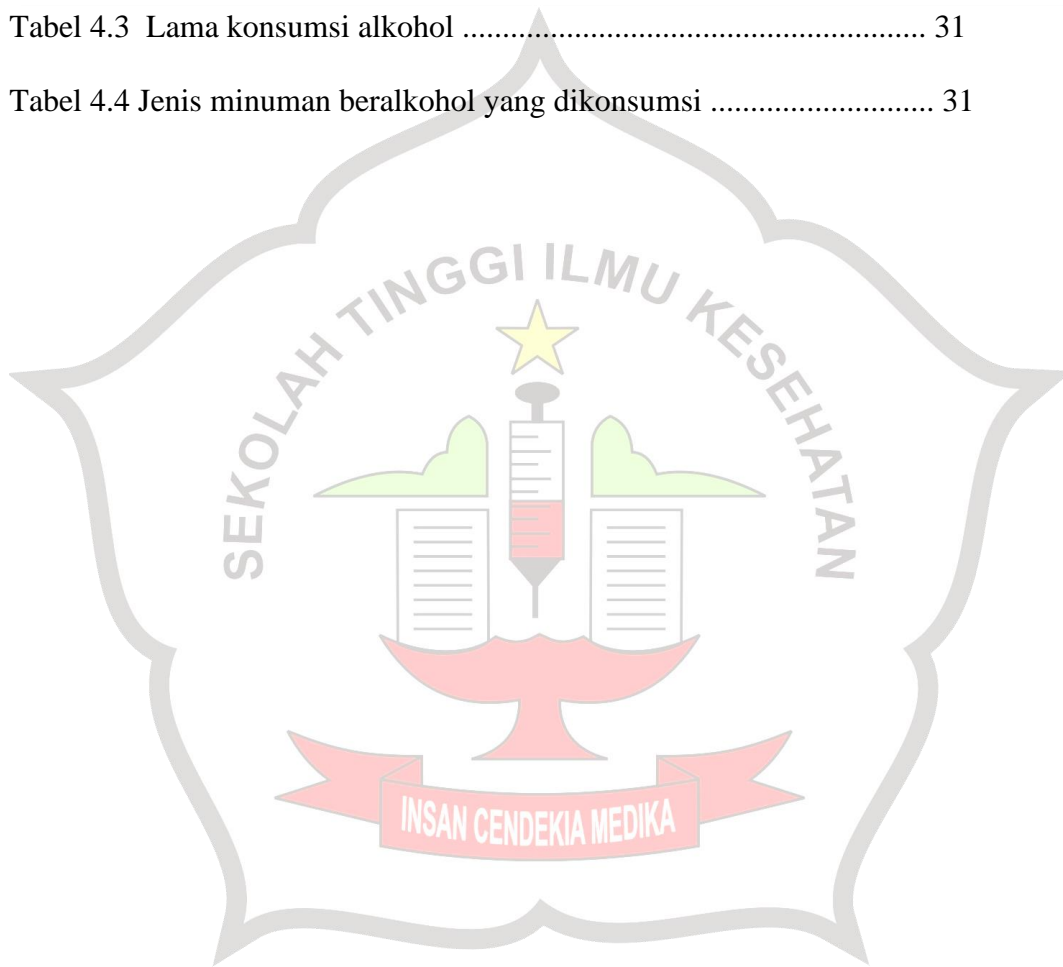 Tabel 4.3  Lama konsumsi alkohol .......................................................... 31
Tabel 4.4 Jenis minuman beralkohol yang dikonsumsi ............................ 31
SEKOLAH TINGGI ILMU KESEHATAN
INSAN CENDEKIA MEDIKA